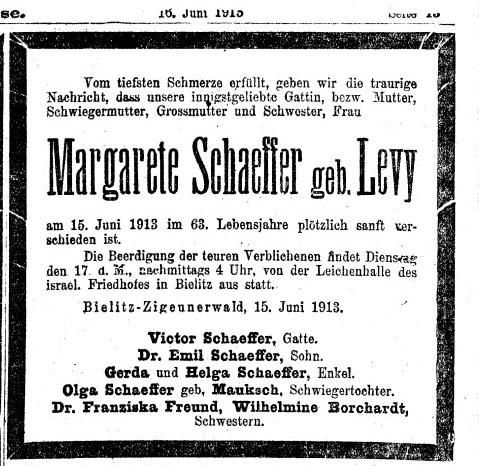 se.
16. Juni 1913
Seite 16
Vom tiefsten Schmerze erfüllt, geben wir die traurige
Nachricht, dass unsere innigstgeliebte Gattin, bezw. Mutter,
Schwiegermutter, Grossmutter und Schwester, Frau
Margarete Schaeffer geb. Levy
am 15. Juni 1913 im 63. Lebensjahre plötzlich sanft ver-
schieden ist.
Die Beerdigung der teuren Verblichenen findet Dienstag
den 17. d. M., nachmittags 4 Uhr, von der Leichenhalle des
israel. Friedhofes in Bielitz aus statt.
Bielitz-Zigeunerwald, 15. Juni 1913.
Victor Schaeffer, Gatte.
Dr. Emil Schaeffer, Sohn.
Gerda und Helga Schaeffer, Enkel.
Olga Schaeffer geb. Mauksch, Schwiegertochter.
Dr. Franziska Freund, Wilhelmine Borchardt,
Schwestern.